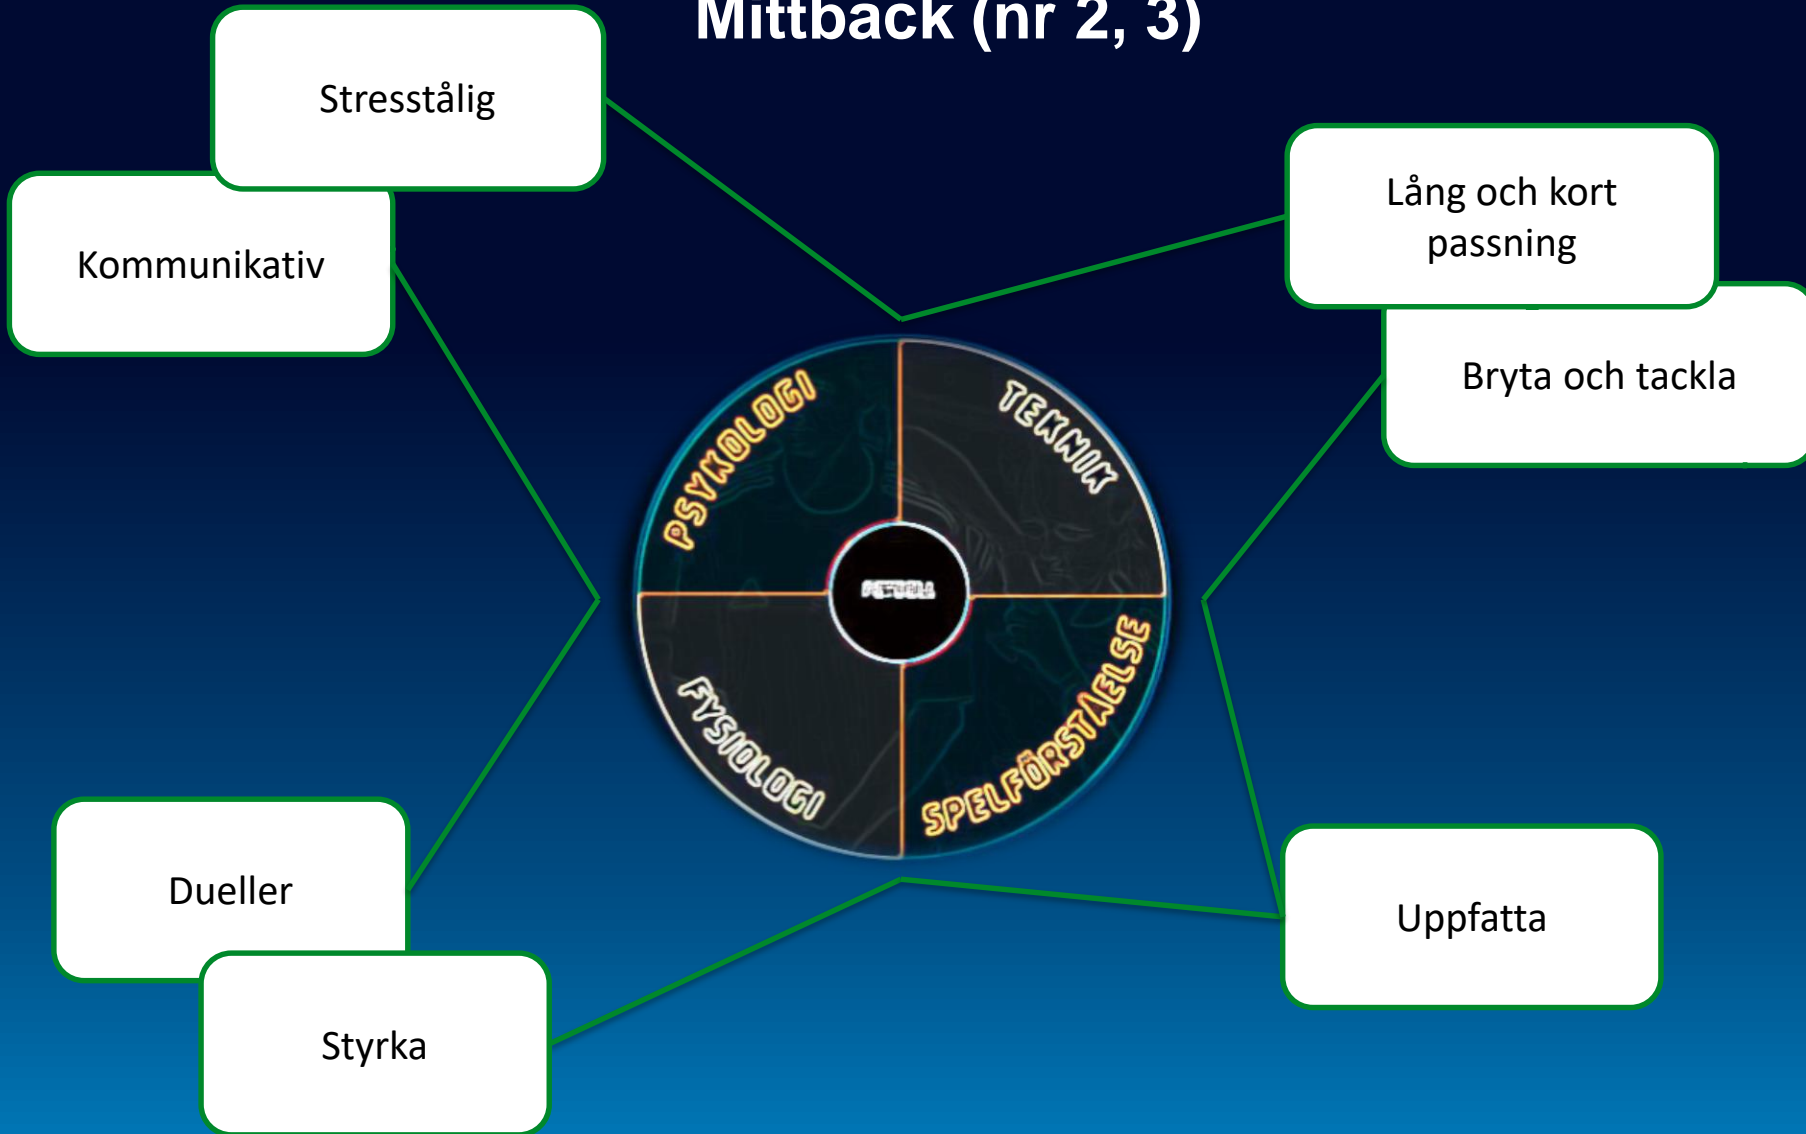 Mittback (nr 2, 3)
Stresstålig
Kommunikativ
Lång och kort
passning
Bryta och tackla
PSYKOLOGI
TEKNIK
FYSIOLOGI
SPELFÖRSTÅELSE
Dueller
Styrka
Uppfatta